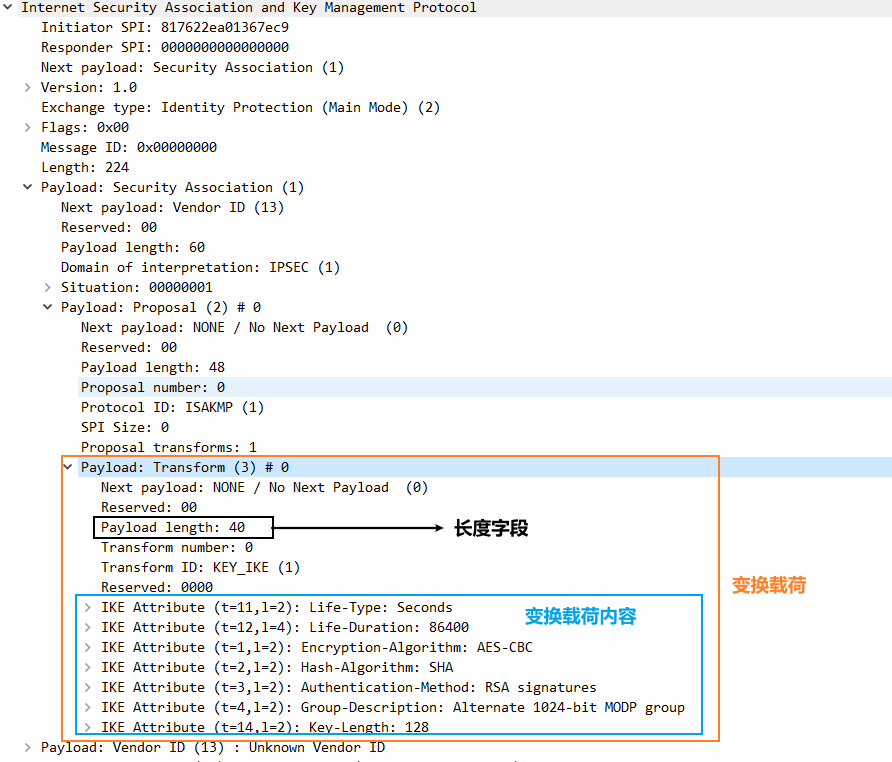 Internet Security Association and Key Management Protocol
Initiator SPI: 817622ea01367ec9
Responder SPI: 0000000000000000
Next payload: Security Association (1)
Version: 1.0
Exchange type: Identity Protection (Main Mode) (2)
Flags: 0x00
Message ID: 0x00000000
Length: 224
Payload: Security Association (1)
Next payload: Vendor ID (13)
Reserved: 00
Payload length: 60
Domain of interpretation: IPSEC (1)
Situation: 00000001
Payload: Proposal (2) # 0
Next payload: NONE / No Next Payload  (0)
Reserved: 00
Payload length: 48
Proposal number: 0
Protocol ID: ISAKMP (1)
SPI Size: 0
Proposal transforms: 1
Payload: Transform (3) # 0
Next payload: NONE / No Next Payload  (0)
Reserved: 00
Payload length: 40 长度字段
Transform number: 0
Transform ID: KEY_IKE (1)
变换载荷
Reserved: 0000
IKE Attribute (t=11,l=2): Life-Type: Seconds
变换载荷内容
IKE Attribute (t=12,l=4): Life-Duration: 86400
IKE Attribute (t=1,l=2): Encryption-Algorithm: AES-CBC
IKE Attribute (t=2,l=2): Hash-Algorithm: SHA
IKE Attribute (t=3,l=2): Authentication-Method: RSA signatures
IKE Attribute (t=4,l=2): Group-Description: Alternate 1024-bit MODP group
IKE Attribute (t=14,l=2): Key-Length: 128
Payload: Vendor ID (13) : Unknown Vendor ID